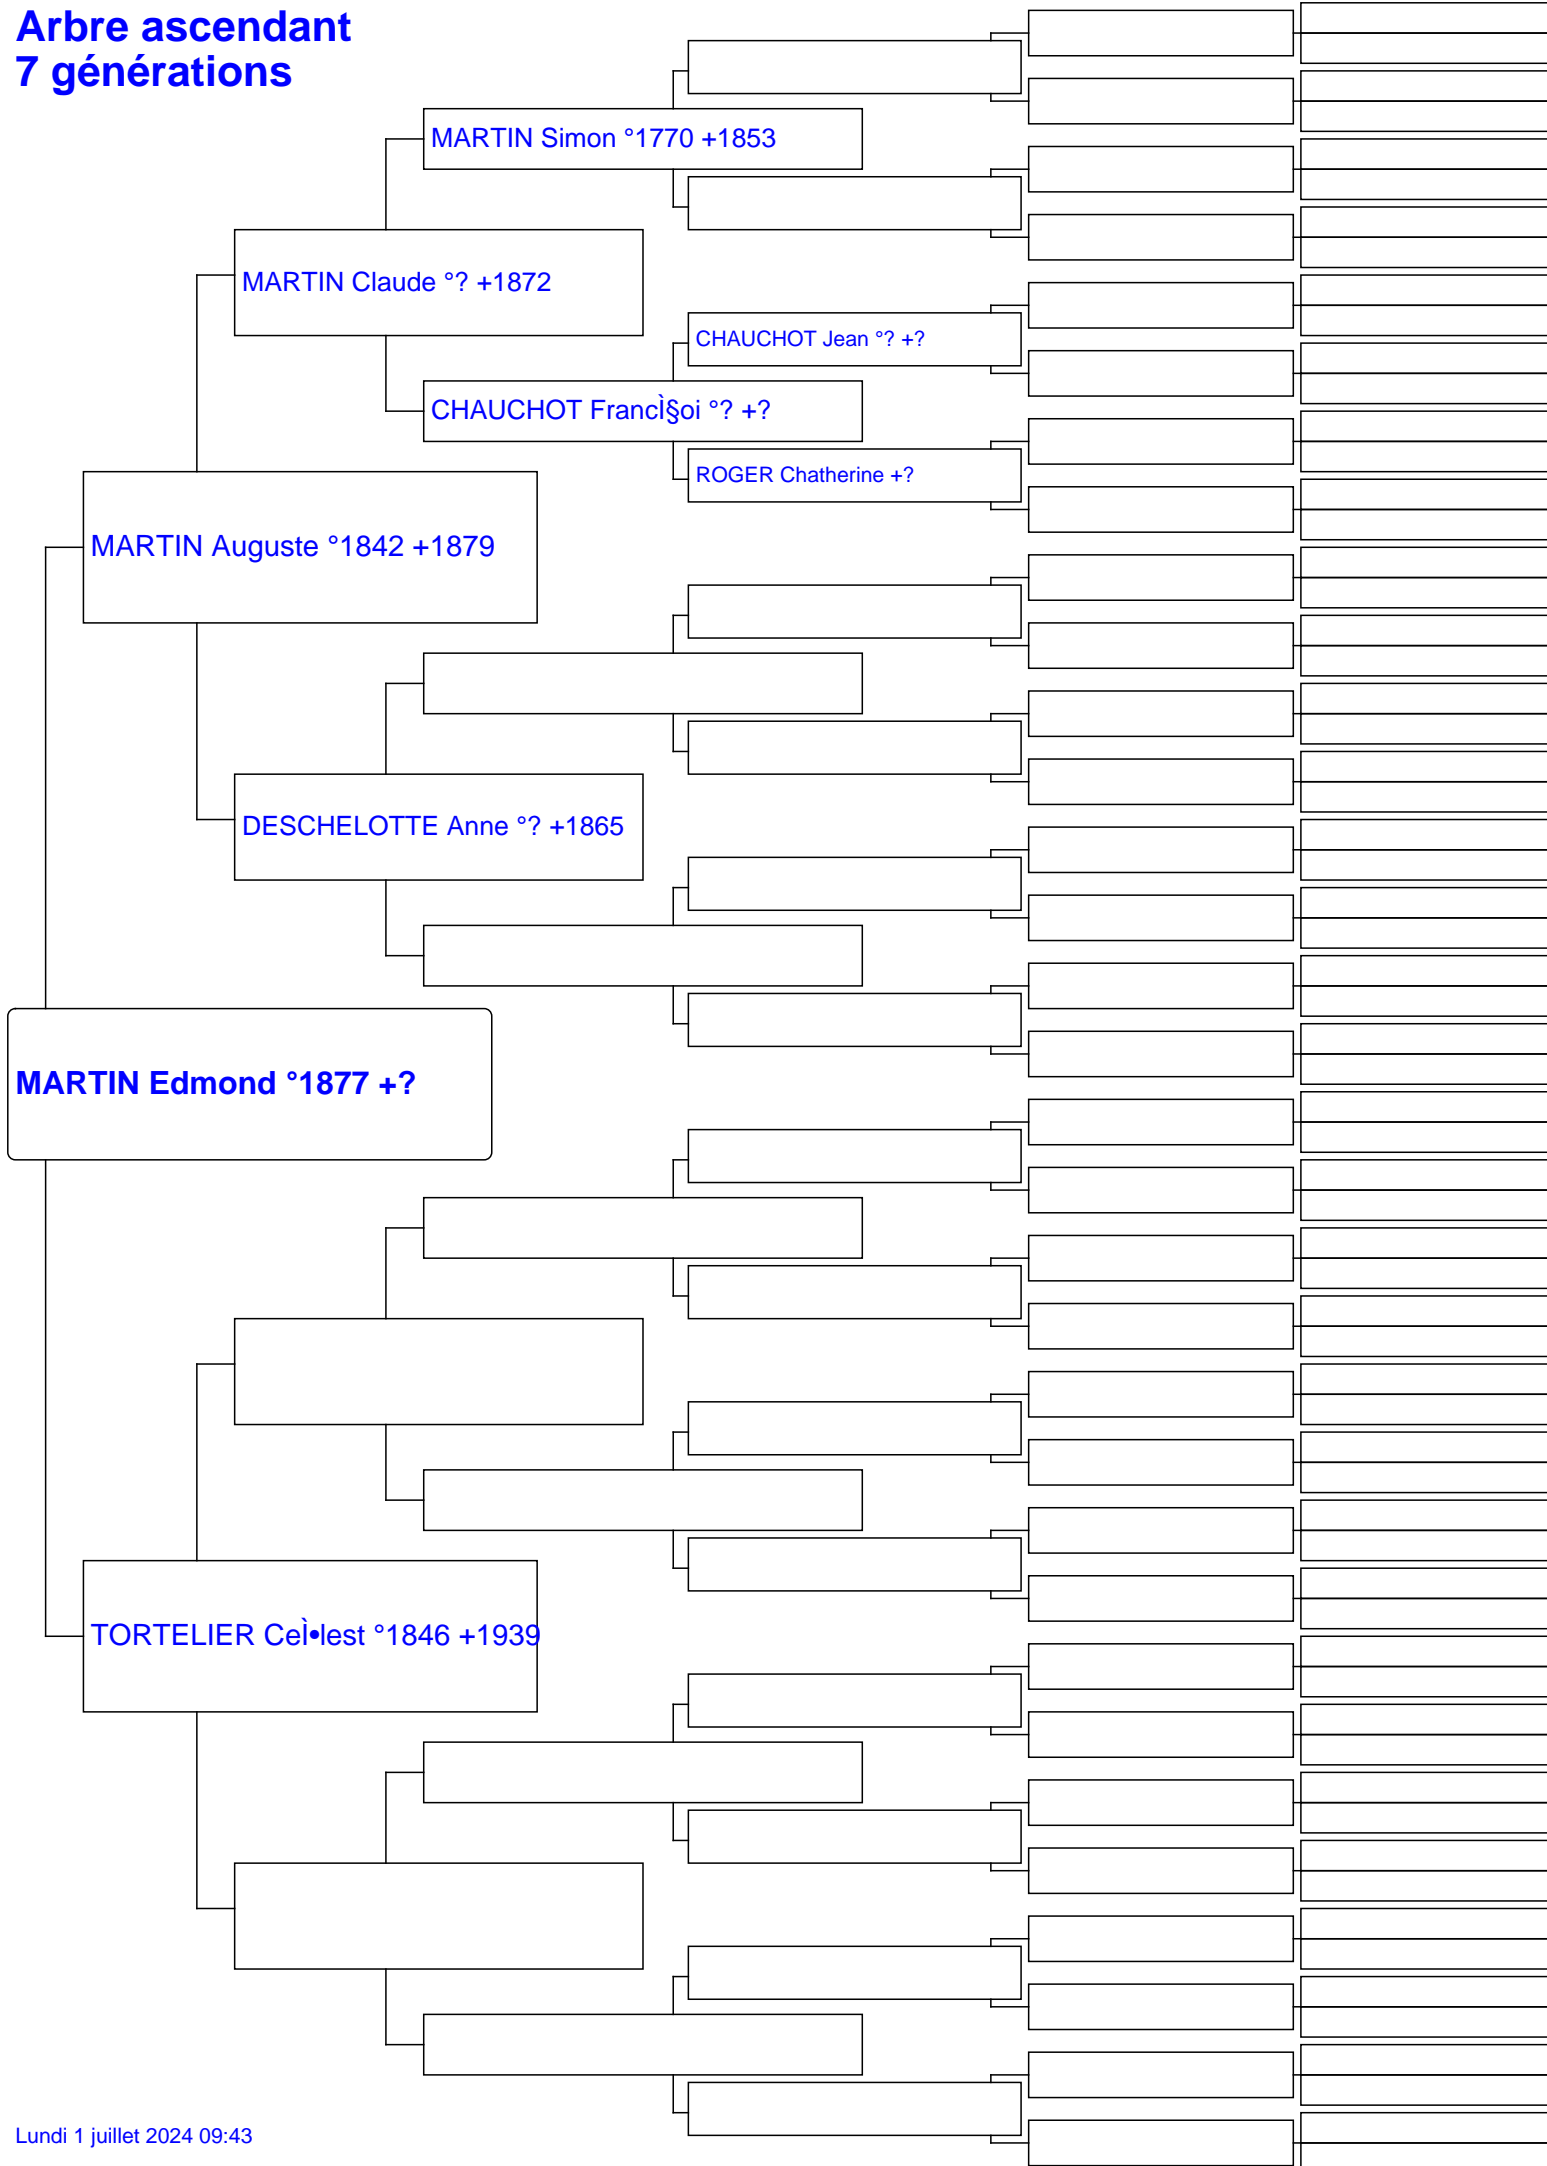 Arbre ascendant
7 générations
MARTIN Simon °1770 +1853
MARTIN Claude °? +1872
CHAUCHOT Jean °? +?
CHAUCHOT FrancÌ§oi °? +?
ROGER Chatherine +?
MARTIN Auguste °1842 +1879
DESCHELOTTE Anne °? +1865
MARTIN Edmond °1877 +?
TORTELIER CeÌ•lest °1846 +1939
Lundi 1 juillet 2024 09:43